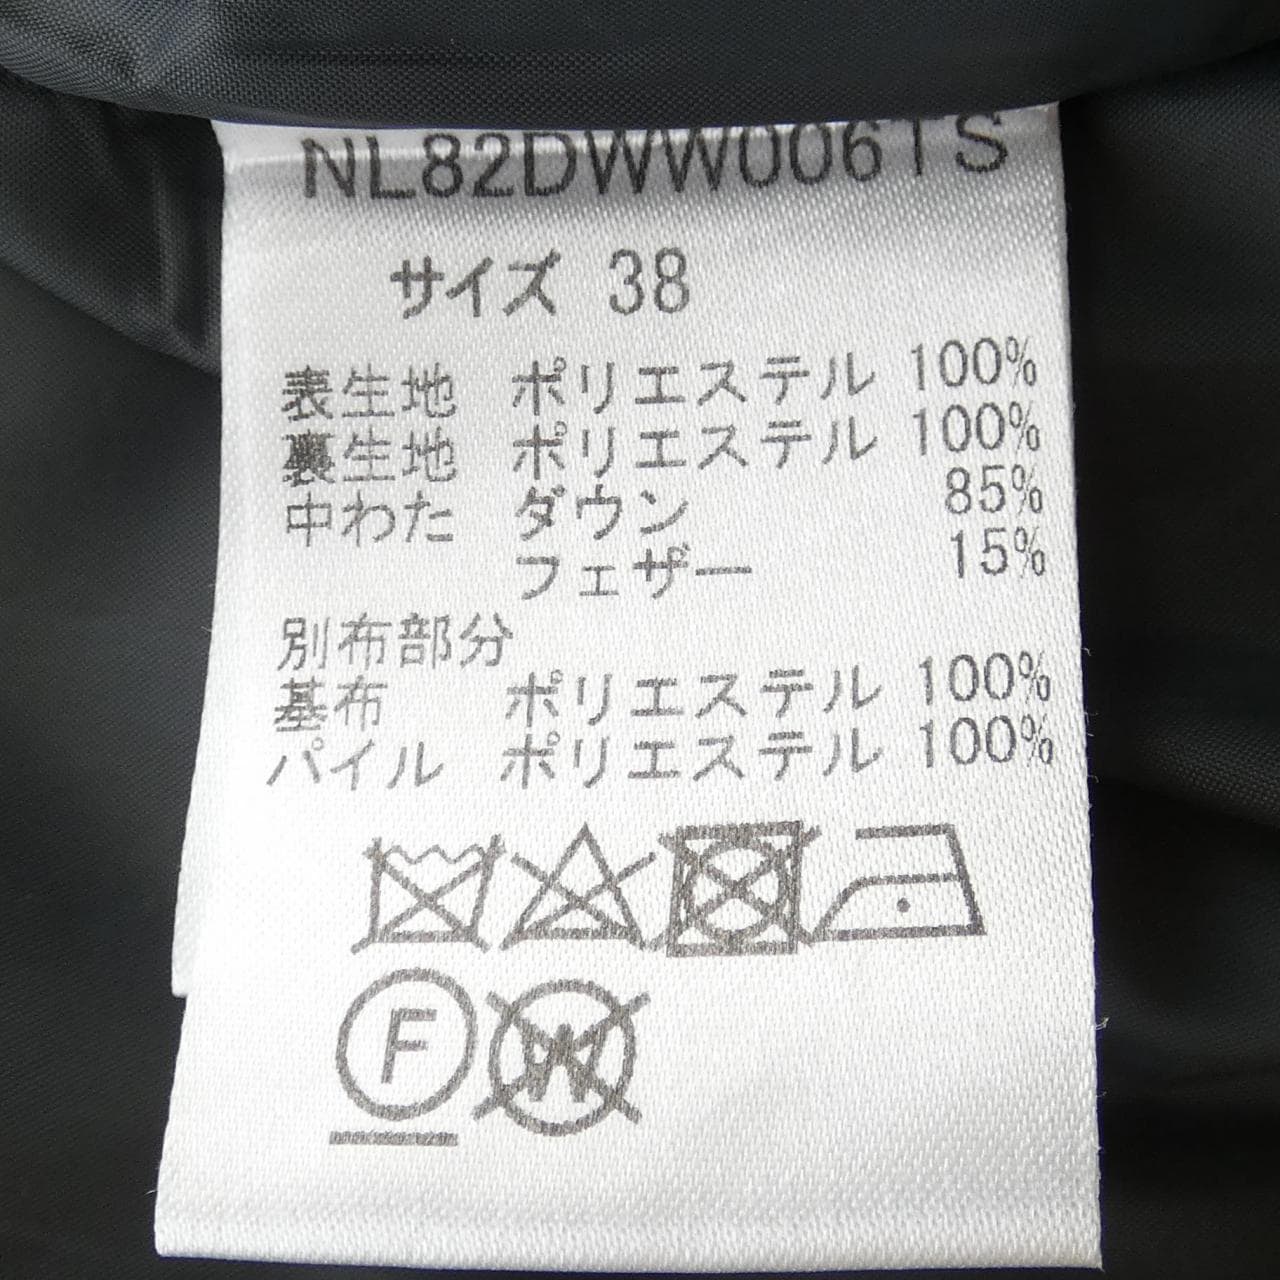 NL82DWW006TS
サイズ 38
表生地 ポリエステル 100%
裏生地 ポリエステル 100%
中わた ダウン 85%
フェザー 15%
別布部分
基布 ポリエステル 100%
パイル ポリエステル 100%
F
W